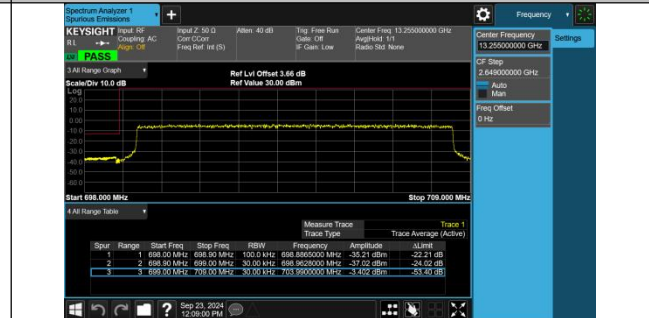 Spectrum Analyzer 1
Spurious Emissions
+
Frequency
KEYSIGHT
R L
Input: RF
Coupling: AC
Align: Off
Input Z: 50 Ω
Corr CCorr
Freq Ref: Int (S)
Atten: 40 dB
Trig: Free Run
Gate: Off
IF Gain: Low
Center Freq: 13.255000000 GHz
Avg|Hold: 1/1
Radio Std: None
PASS
Center Frequency
13.255000000 GHz
Settings
CF Step
2.649000000 GHz
Auto
Man
Freq Offset
0 Hz
3 All Range Graph
Scale/Div 10.0 dB
Ref Lvl Offset 3.66 dB
Ref Value 30.00 dBm
Log
20.0
10.0
0.00
-10.0
-20.0
-30.0
-40.0
-50.0
-60.0
Start 698.000 MHz
Stop 709.000 MHz
4 All Range Table
Measure Trace Trace 1
Trace Type Trace Average (Active)
Spur Range Start Freq Stop Freq RBW Frequency Amplitude ΔLimit
1 1 698.00 MHz 698.90 MHz 100.0 kHz 698.8865000 MHz -35.21 dBm -22.21 dB
2 2 698.90 MHz 699.00 MHz 30.00 kHz 698.9628000 MHz -37.02 dBm -24.02 dB
3 3 699.00 MHz 709.00 MHz 30.00 kHz 703.9900000 MHz -3.402 dBm -53.40 dB
?
Sep 23, 2024
12:09:00 PM